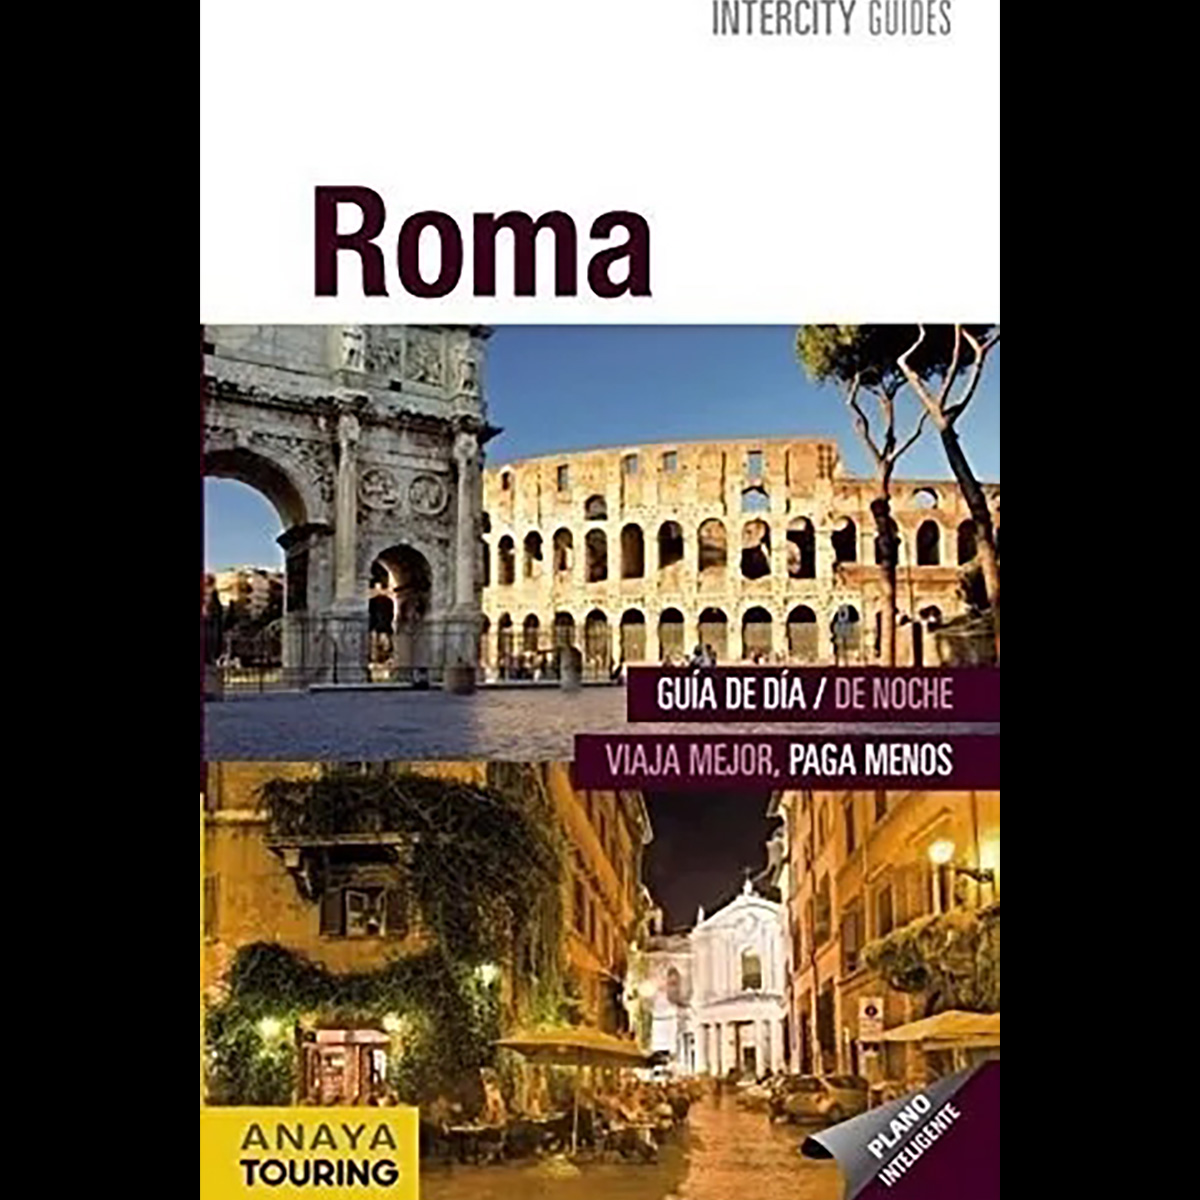 INTERCITY GUIDES
Roma
GUÍA DE DÍA / DE NOCHE
VIAJA MEJOR, PAGA MENOS
PLANO
INTELIGENTE
ANAYA
TOURING